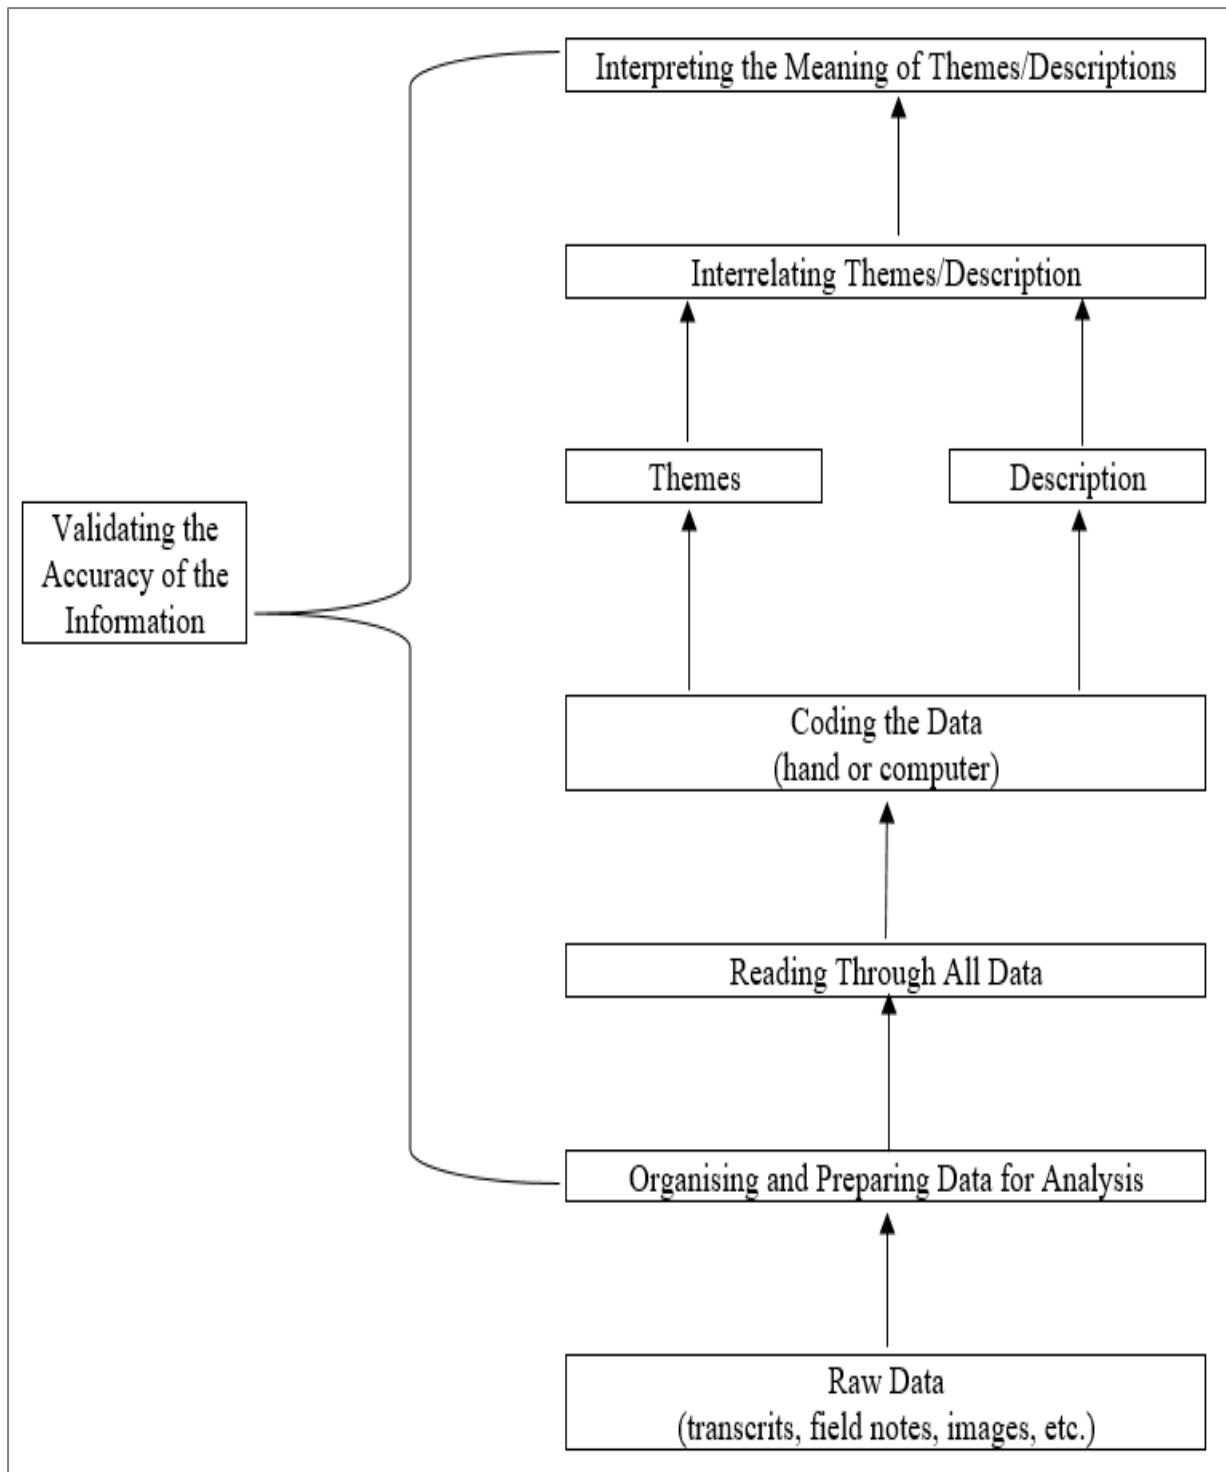 Interpreting the Meaning of Themes/Descriptions
Interrelating Themes/Description
Themes
Description
Validating the
Accuracy of the
Information
Coding the Data
(hand or computer)
Reading Through All Data
Organising and Preparing Data for Analysis
Raw Data
(transcrits, field notes, images, etc.)